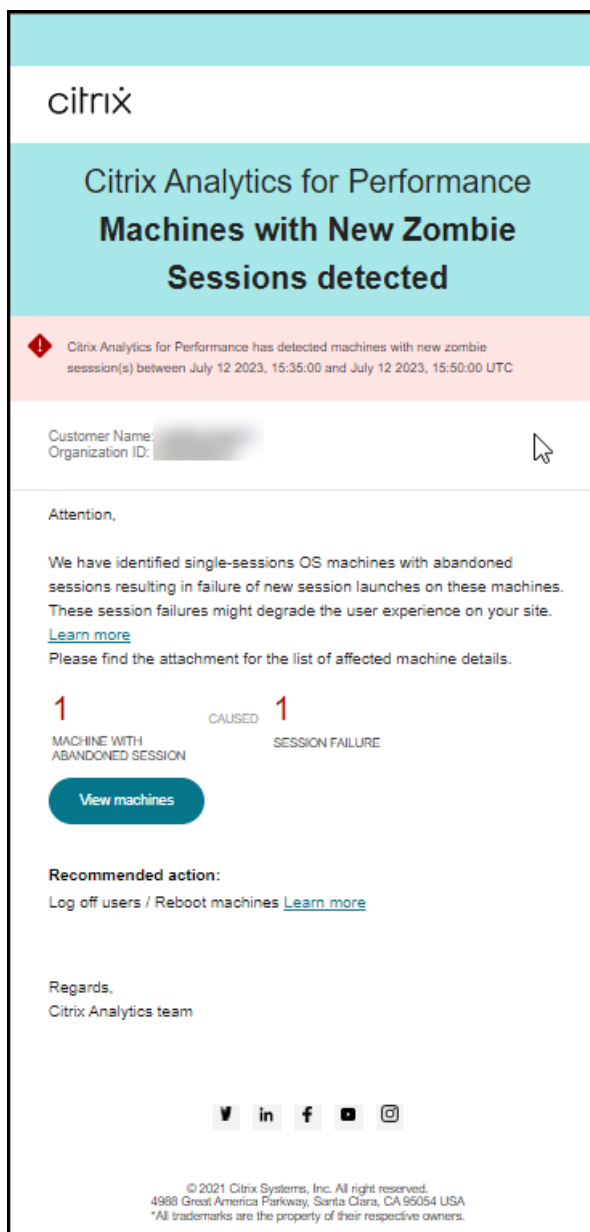 citrix
Citrix Analytics for Performance
Machines with New Zombie
Sessions detected
Citrix Analytics for Performance has detected machines with new zombie
sesssion(s) between July 12 2023, 15:35:00 and July 12 2023, 15:50:00 UTC
Customer Name:
Organization ID:
Attention,
We have identified single-sessions OS machines with abandoned
sessions resulting in failure of new session launches on these machines.
These session failures might degrade the user experience on your site.
Learn more
Please find the attachment for the list of affected machine details.
1 CAUSED 1
MACHINE WITH SESSION FAILURE
ABANDONED SESSION
View machines
Recommended action:
Log off users / Reboot machines Learn more
Regards,
Citrix Analytics team
© 2021 Citrix Systems, Inc. All right reserved.
4988 Great America Parkway, Santa Clara, CA 95054 USA
*All trademarks are the property of their respective owners.